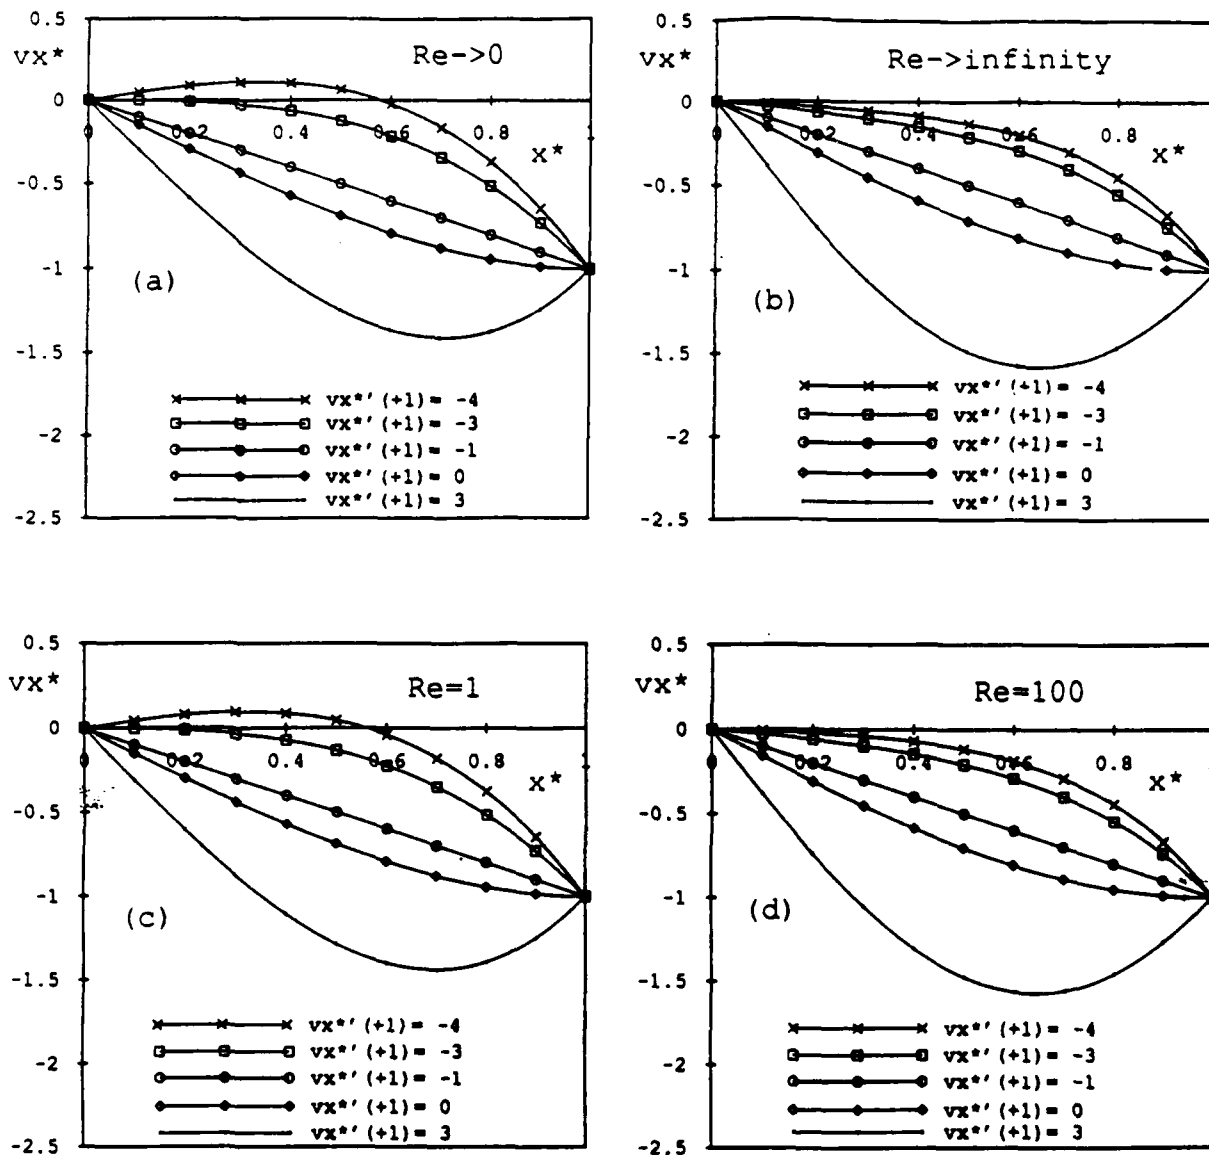 0.5
vx*
Re->0
0
0 0.2 0.4 0.6 0.8 1
x*
-0.5
-1
(a)
-1.5
vx*'(+1)= -4
vx*'(+1)= -3
-2
vx*'(+1)= -1
vx*'(+1)= 0
vx*'(+1)= 3
-2.5
0.5
vx*
Re->infinity
0
0 0.2 0.4 0.6 0.8
x*
-0.5
-1
(b)
-1.5
vx*'(+1)= -4
vx*'(+1)= -3
-2
vx*'(+1)= -1
vx*'(+1)= 0
vx*'(+1)= 3
-2.5
0.5
vx*
Re=1
0
0 0.2 0.4 0.6 0.8
x*
-0.5
-1
(c)
-1.5
vx*'(+1)= -4
vx*'(+1)= -3
-2
vx*'(+1)= -1
vx*'(+1)= 0
vx*'(+1)= 3
-2.5
0.5
vx*
Re=100
0
0 0.2 0.4 0.6 0.8
x*
-0.5
-1
(d)
-1.5
vx*'(+1)= -4
vx*'(+1)= -3
-2
vx*'(+1)= -1
vx*'(+1)= 0
vx*'(+1)= 3
-2.5